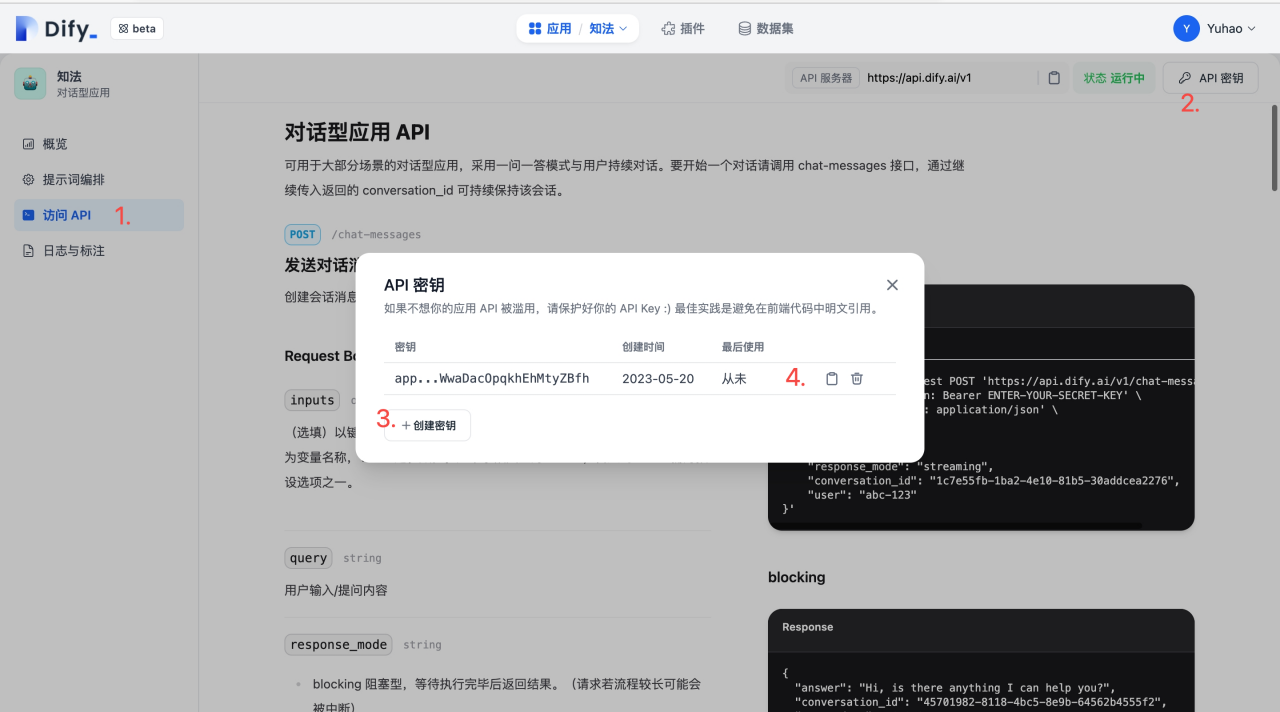 Dify_
beta
应用 / 知法
插件
数据集
Y
Yuhao
知法
对话型应用
API 服务器
https://api.dify.ai/v1
状态 运行中
API 密钥
2.
概览
提示词编排
访问 API
1.
日志与标注
对话型应用 API
可用于大部分场景的对话型应用，采用一问一答模式与用户持续对话。要开始一个对话请调用 chat-messages 接口，通过继
续传入返回的 conversation_id 可持续保持该会话。
POST /chat-messages
发送对话
创建会话消息
Request Bo
inputs
（选填）以
为变量名称，
设选项之一。
query string
用户输入/提问内容
response_mode string
blocking 阻塞型，等待执行完毕后返回结果。（请求若流程较长可能会
被中断）
API 密钥
如果不想你的应用 API 被滥用，请保护好你的 API Key :) 最佳实践是避免在前端代码中明文引用。
密钥 创建时间 最后使用
app...WwaDacOpqkhEhMtyZBfh 2023-05-20 从未
4.
3.
+ 创建密钥
est POST 'https://api.dify.ai/v1/chat-messa
n: Bearer ENTER-YOUR-SECRET-KEY' \
: application/json' \
"response_mode": "streaming",
"conversation_id": "1c7e55fb-1ba2-4e10-81b5-30addcea2276",
"user": "abc-123"
}'
blocking
Response
{
"answer": "Hi, is there anything I can help you?",
"conversation_id": "45701982-8118-4bc5-8e9b-64562b4555f2",